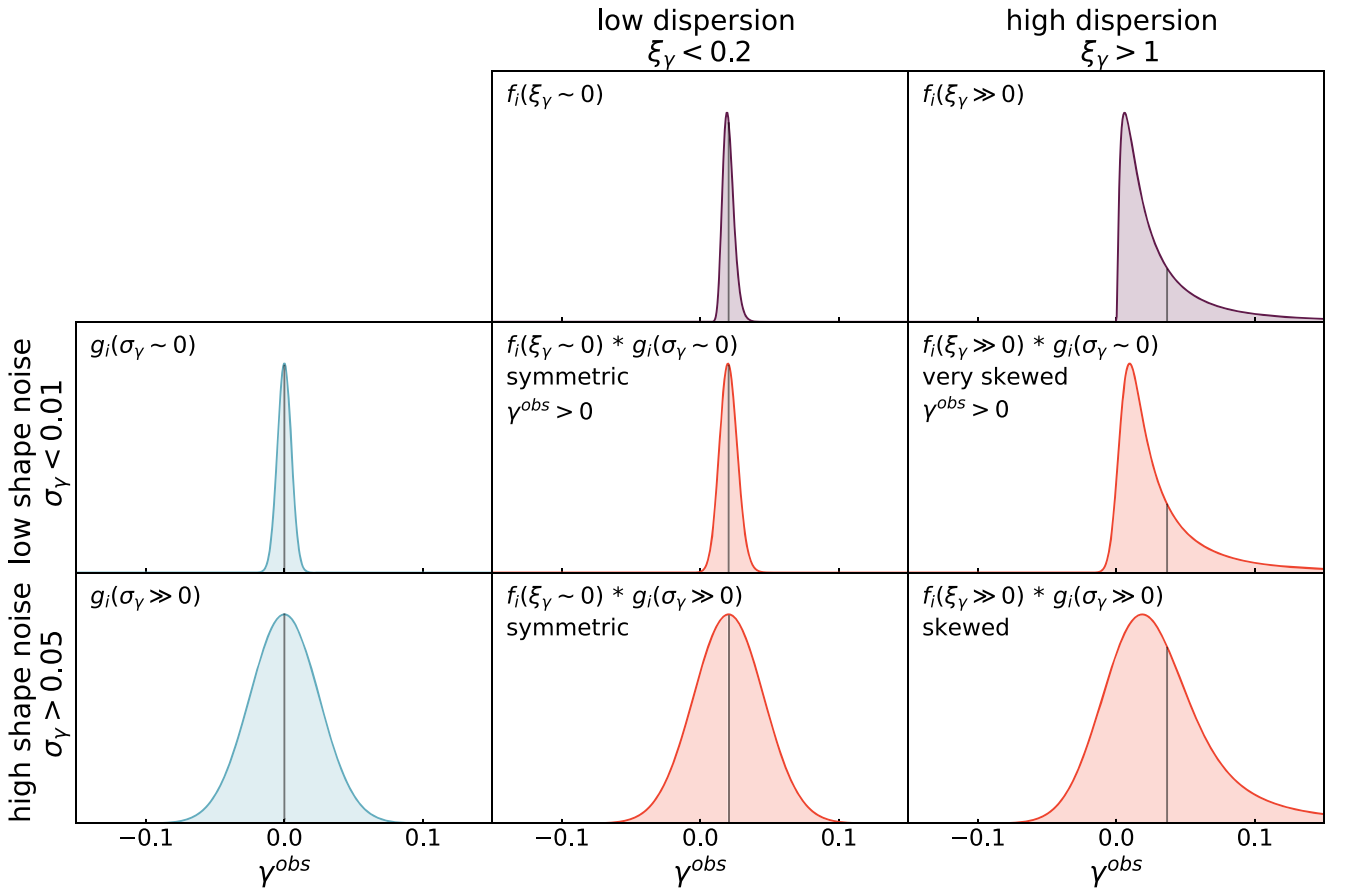 low dispersion
ξγ < 0.2
high dispersion
ξγ > 1
fi(ξγ ∼ 0)
fi(ξγ ≫ 0)
low shape noise
σγ < 0.01
gi(σγ ∼ 0)
fi(ξγ ∼ 0) * gi(σγ ∼ 0)
symmetric
γobs > 0
fi(ξγ ≫ 0) * gi(σγ ∼ 0)
very skewed
γobs > 0
high shape noise
σγ > 0.05
gi(σγ ≫ 0)
fi(ξγ ∼ 0) * gi(σγ ≫ 0)
symmetric
fi(ξγ ≫ 0) * gi(σγ ≫ 0)
skewed
−0.1 0.0 0.1
−0.1 0.0 0.1
−0.1 0.0 0.1
γobs
γobs
γobs